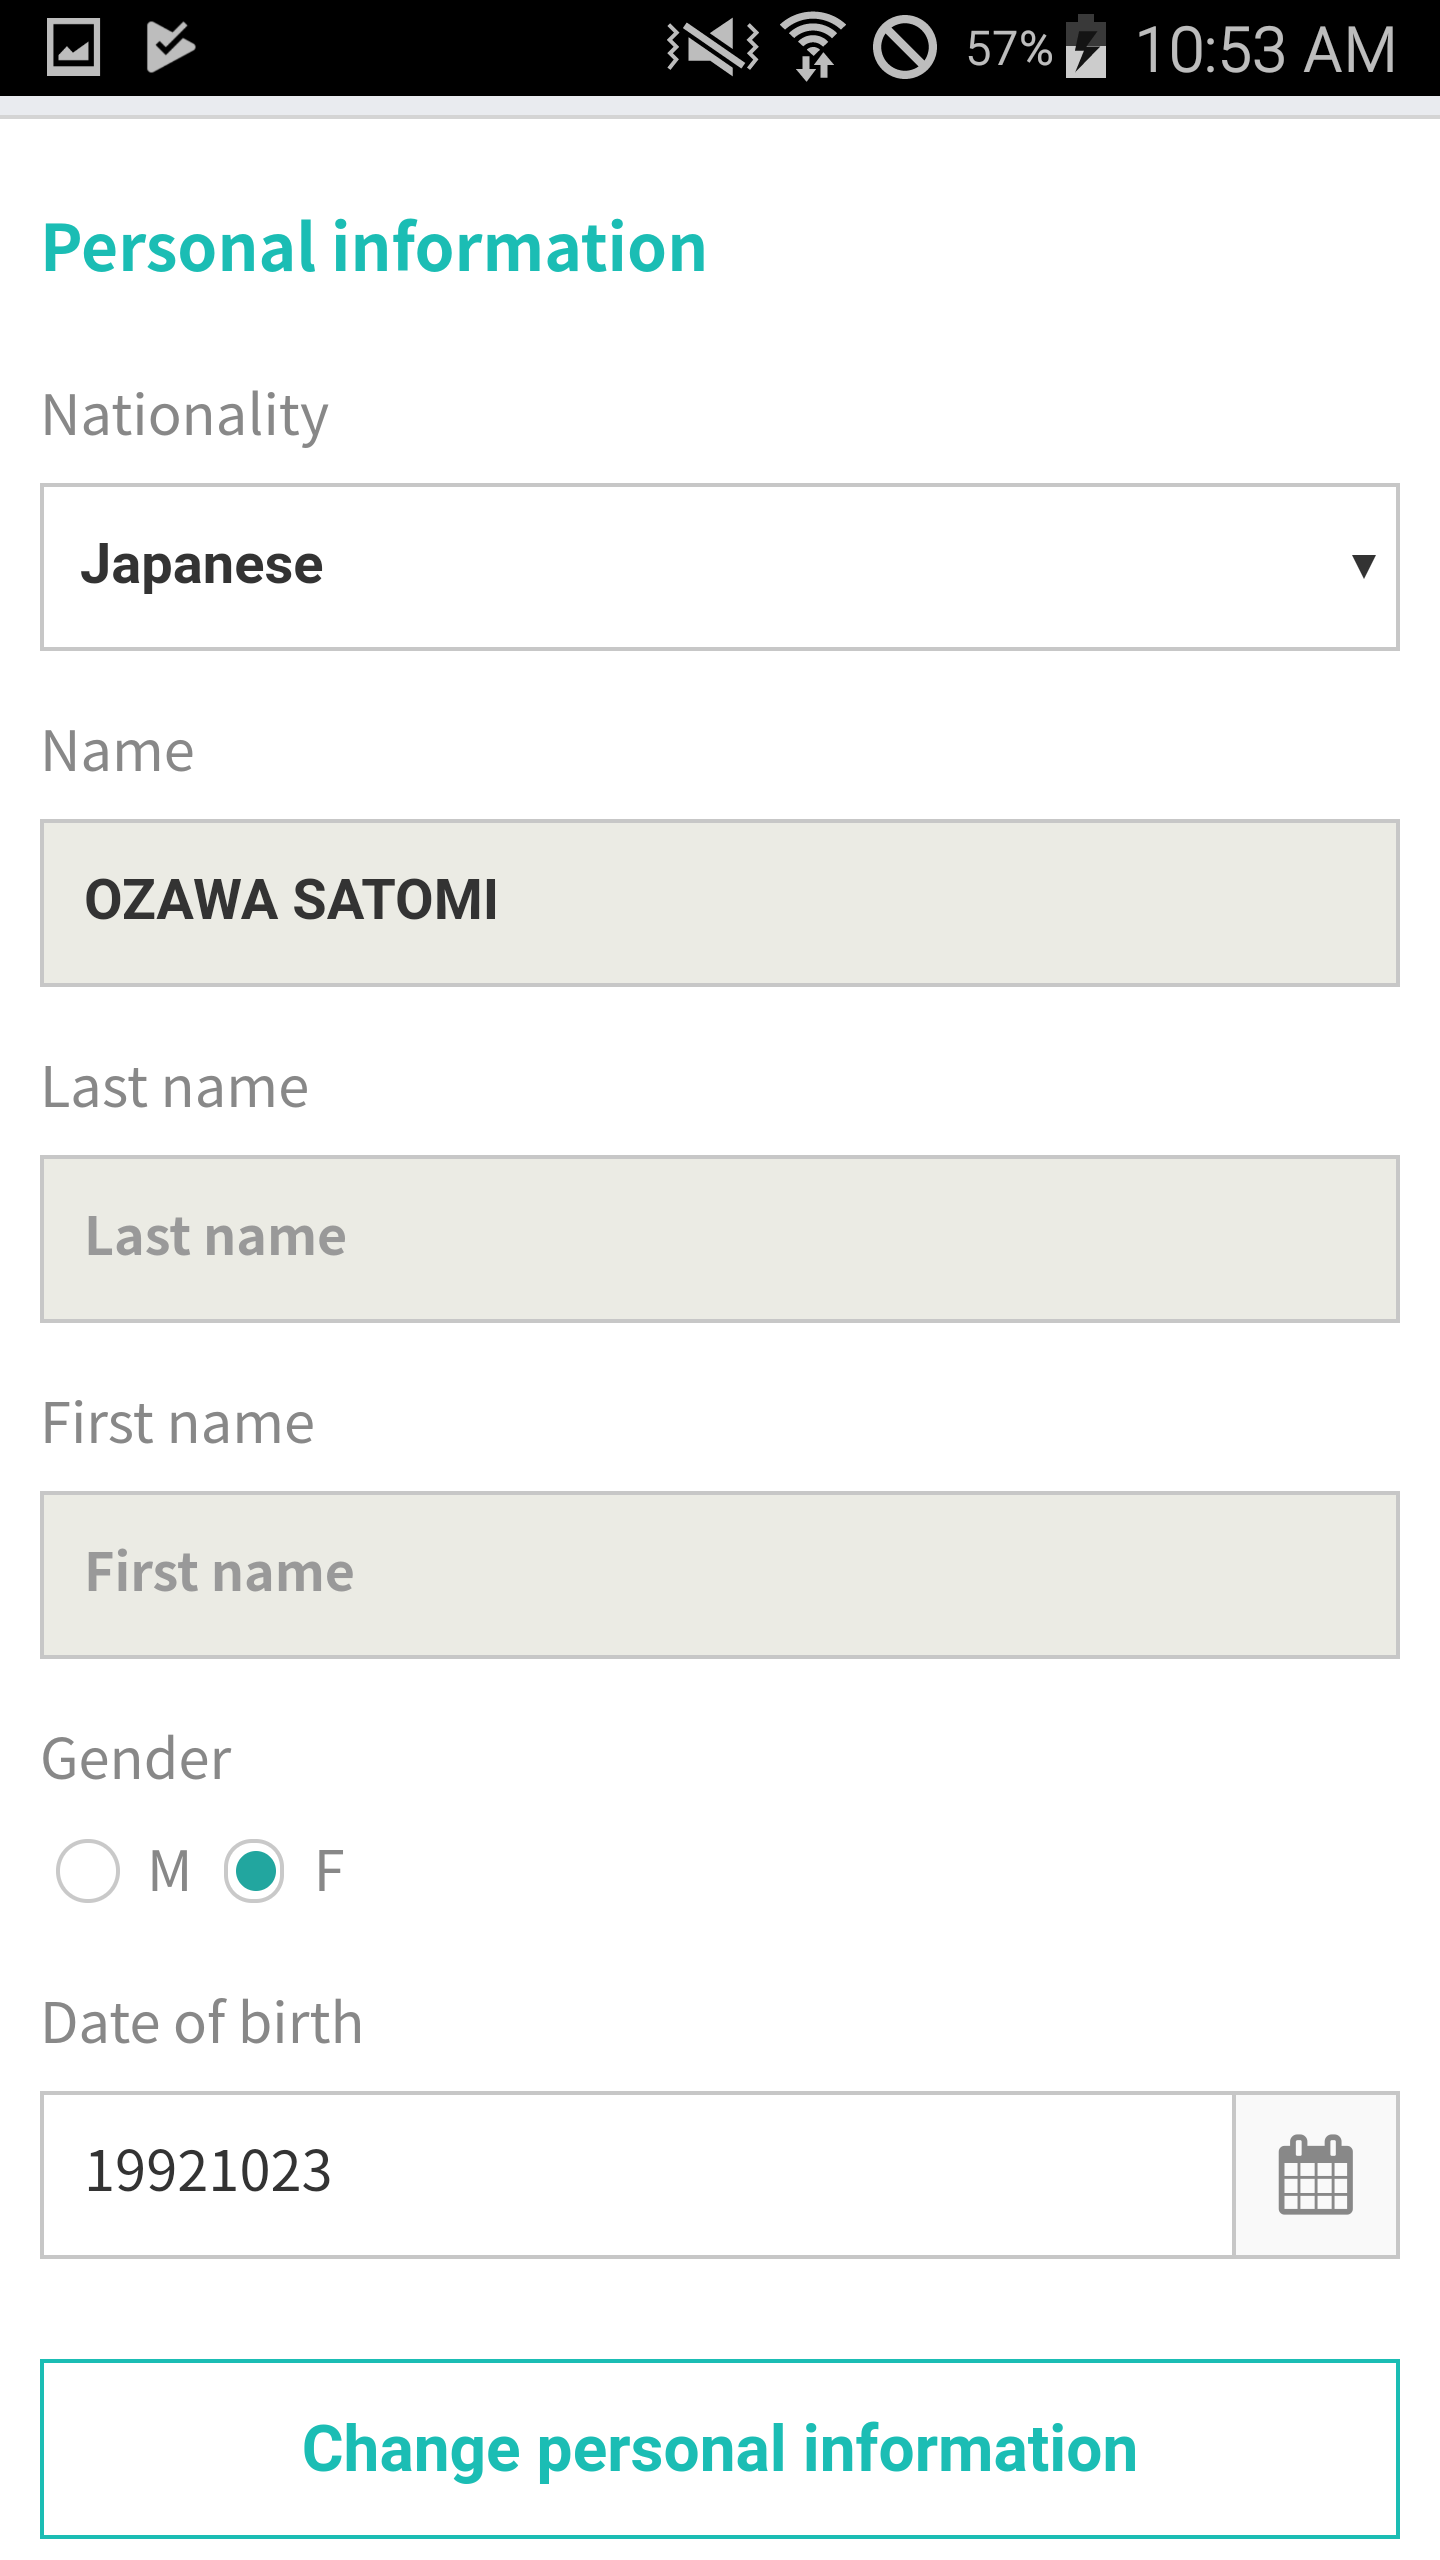 57% 10:53 AM
Personal information
Nationality
Japanese
Name
OZAWA SATOMI
Last name
Last name
First name
First name
Gender
M F
Date of birth
19921023
Change personal information